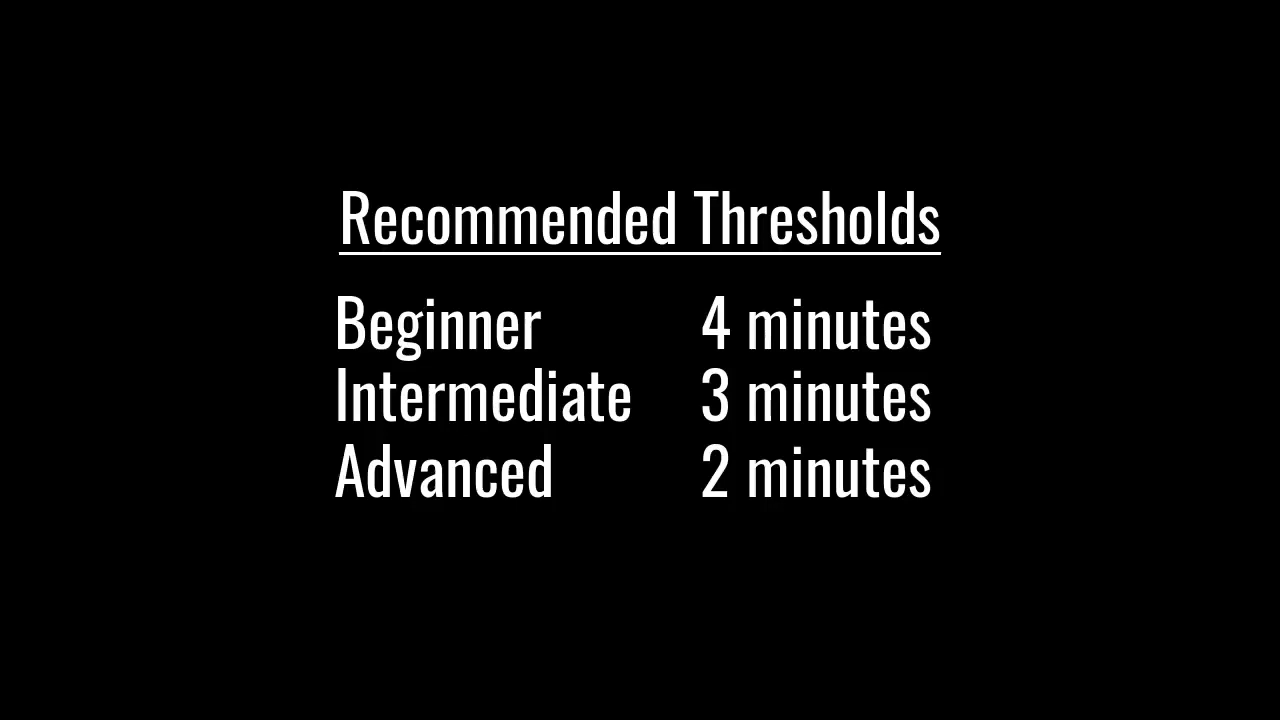 Recommended Thresholds
Beginner 4 minutes
Intermediate 3 minutes
Advanced 2 minutes